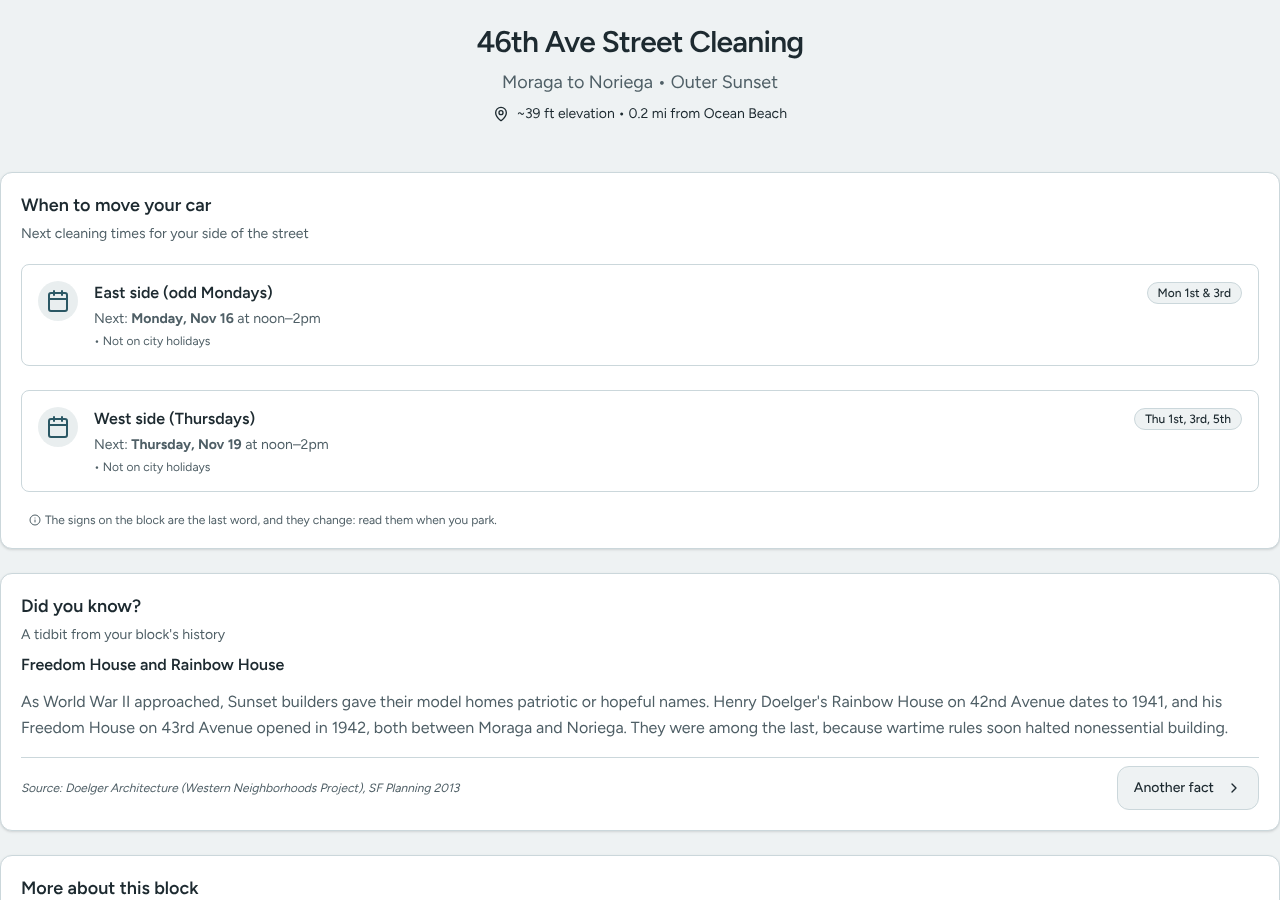 46th Ave Street Cleaning
Moraga to Noriega • Outer Sunset
~39 ft elevation • 0.2 mi from Ocean Beach
When to move your car
Next cleaning times for your side of the street
East side (odd Mondays)
Mon 1st & 3rd
Next: Monday, Nov 16 at noon–2pm
• Not on city holidays
West side (Thursdays)
Thu 1st, 3rd, 5th
Next: Thursday, Nov 19 at noon–2pm
• Not on city holidays
The signs on the block are the last word, and they change: read them when you park.
Did you know?
A tidbit from your block's history
Freedom House and Rainbow House
As World War II approached, Sunset builders gave their model homes patriotic or hopeful names. Henry Doelger's Rainbow House on 42nd Avenue dates to 1941, and his
Freedom House on 43rd Avenue opened in 1942, both between Moraga and Noriega. They were among the last, because wartime rules soon halted nonessential building.
Source: Doelger Architecture (Western Neighborhoods Project), SF Planning 2013
Another fact
More about this block